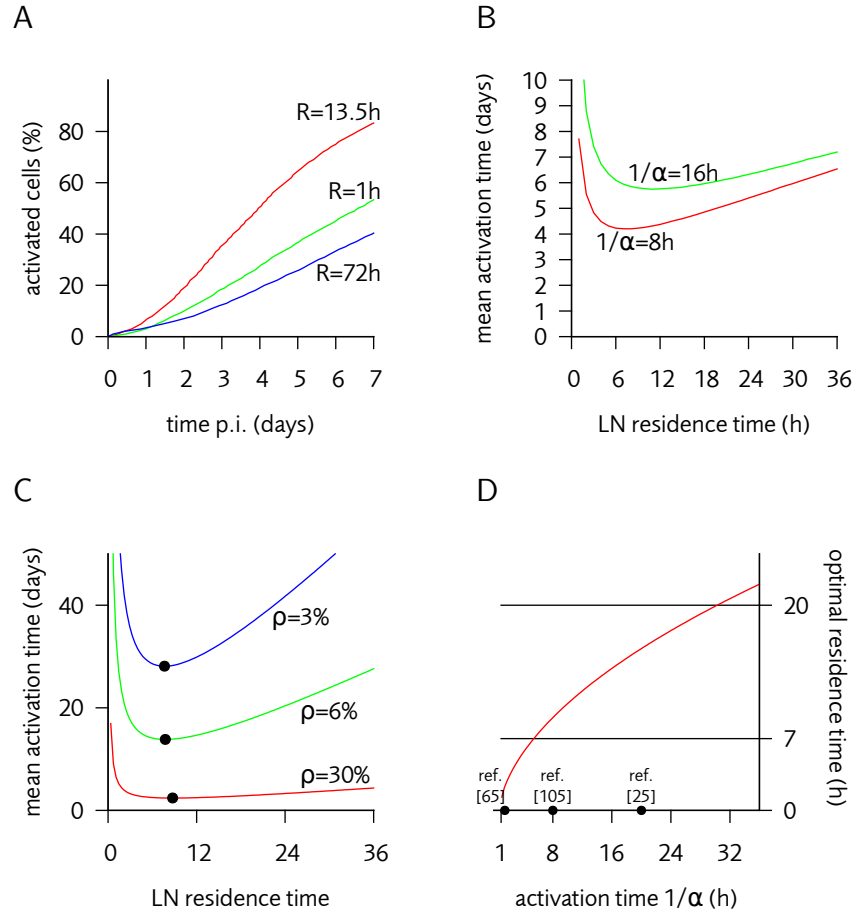 A
activated cells (%)
80
60
40
20
0
R=13.5h
R=1h
R=72h
0 1 2 3 4 5 6 7
time p.i. (days)
B
mean activation time (days)
10
9
8
7
6
5
4
3
2
1
0
1/α=16h
1/α=8h
0 6 12 18 24 30 36
LN residence time (h)
C
mean activation time (days)
40
20
0
ρ=3%
ρ=6%
ρ=30%
0 12 24 36
LN residence time
D
optimal residence time (h)
20
7
0
ref.
[65]
ref.
[105]
ref.
[25]
1 8 16 24 32
activation time 1/α (h)